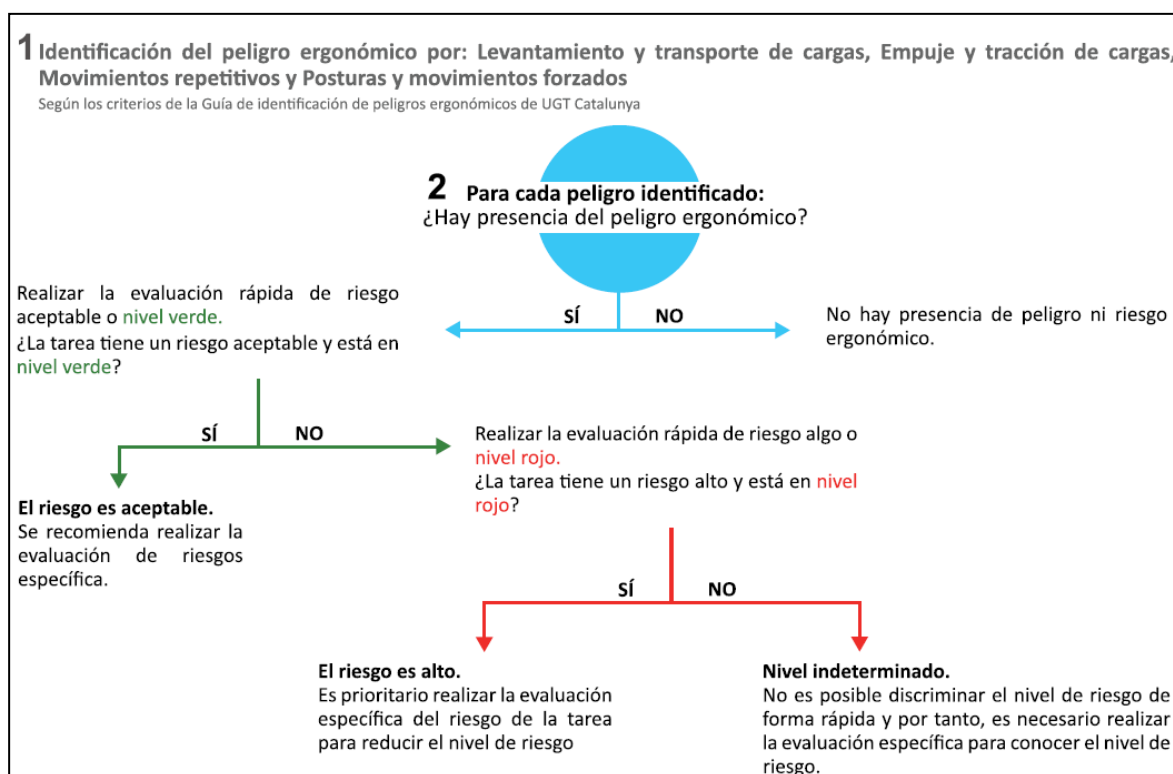 1 Identificación del peligro ergonómico por: Levantamiento y transporte de cargas, Empuje y tracción de cargas,
Movimientos repetitivos y Posturas y movimientos forzados
Según los criterios de la Guía de identificación de peligros ergonómicos de UGT Catalunya
2 Para cada peligro identificado:
¿Hay presencia del peligro ergonómico?
SÍ NO
Realizar la evaluación rápida de riesgo
aceptable o nivel verde.
¿La tarea tiene un riesgo aceptable y está en
nivel verde?
No hay presencia de peligro ni riesgo
ergonómico.
SÍ NO
El riesgo es aceptable.
Se recomienda realizar la
evaluación de riesgos
específica.
Realizar la evaluación rápida de riesgo algo o
nivel rojo.
¿La tarea tiene un riesgo alto y está en nivel
rojo?
SÍ NO
El riesgo es alto.
Es prioritario realizar la evaluación
específica del riesgo de la tarea
para reducir el nivel de riesgo
Nivel indeterminado.
No es posible discriminar el nivel de riesgo de
forma rápida y por tanto, es necesario realizar
la evaluación específica para conocer el nivel de
riesgo.